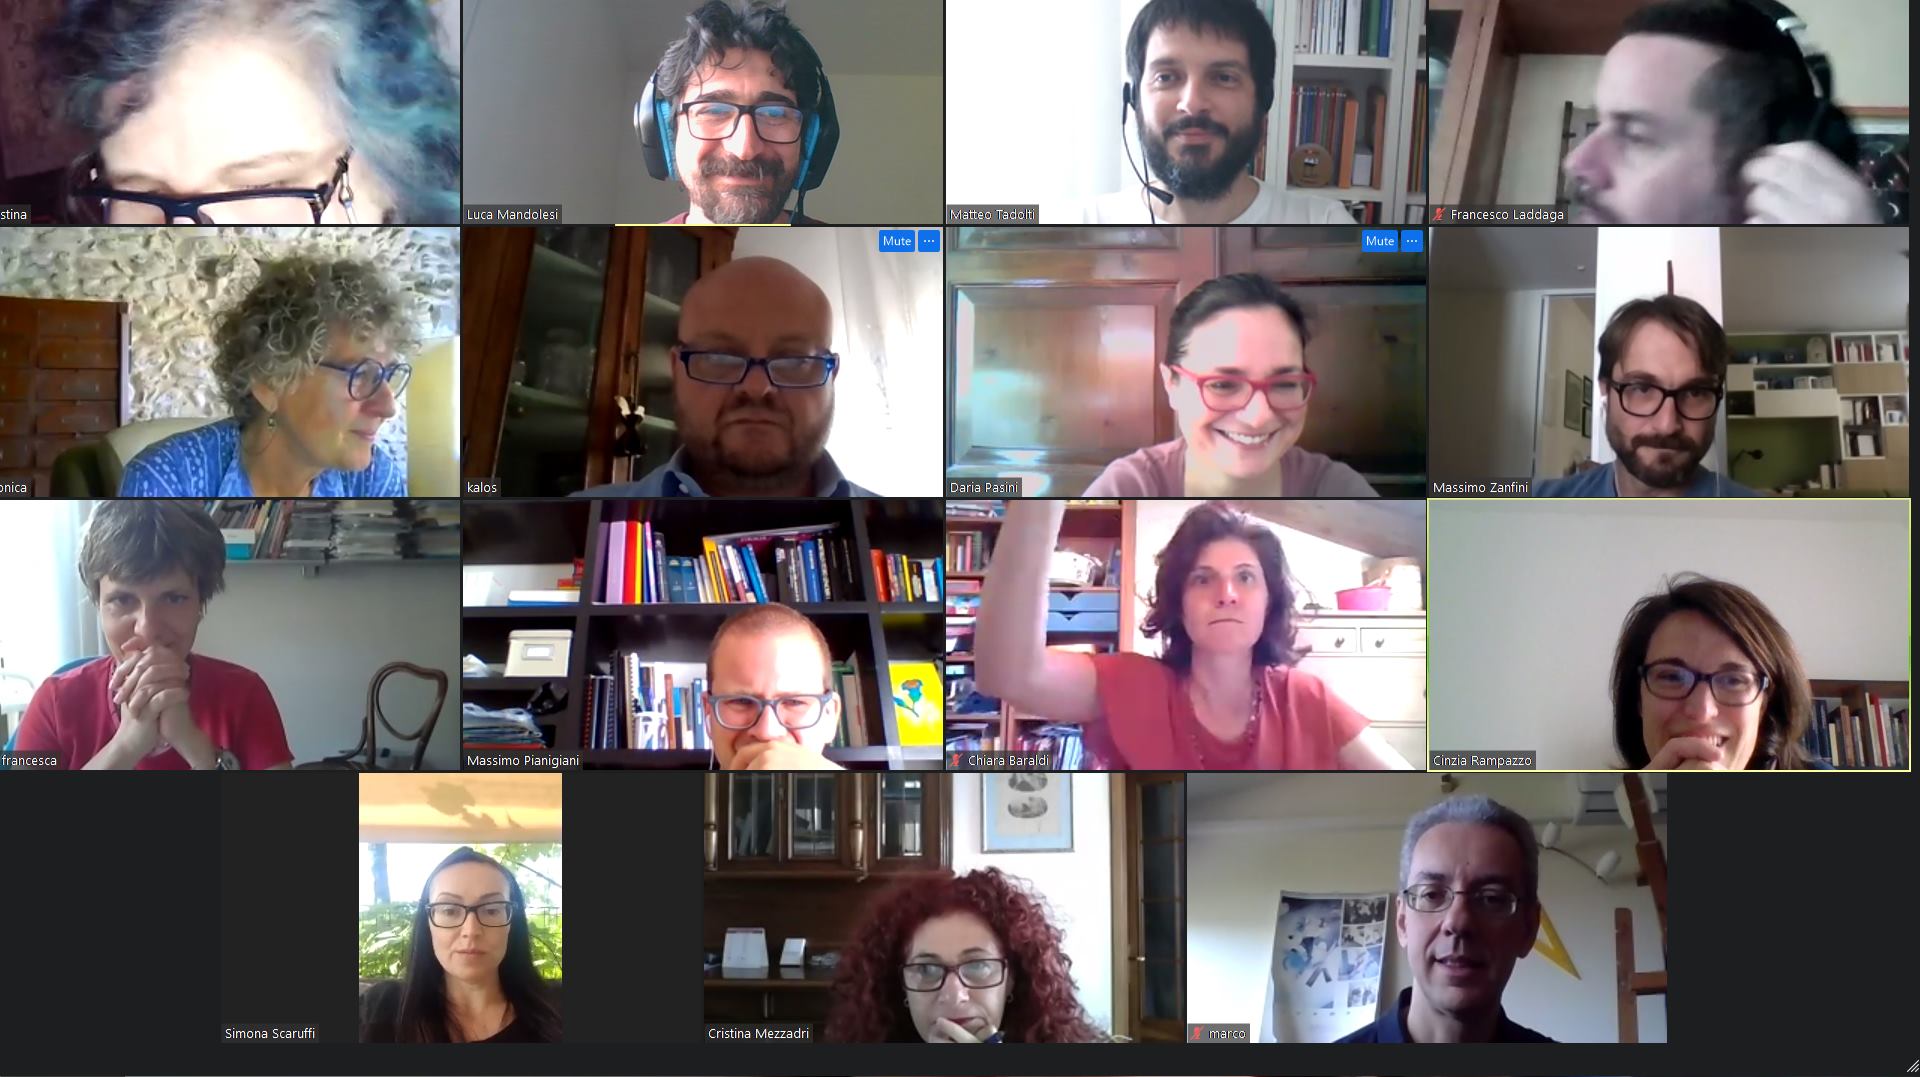 stina
Luca Mandolesi
Matteo Tadolti
Francesco Laddaga
onica
Mute
kalos
Mute
Daria Pasini
Massimo Zanfini
francesca
Massimo Pianigiani
Chiara Baraldi
Cinzia Rampazzo
Simona Scaruffi
Cristina Mezzadri
marco